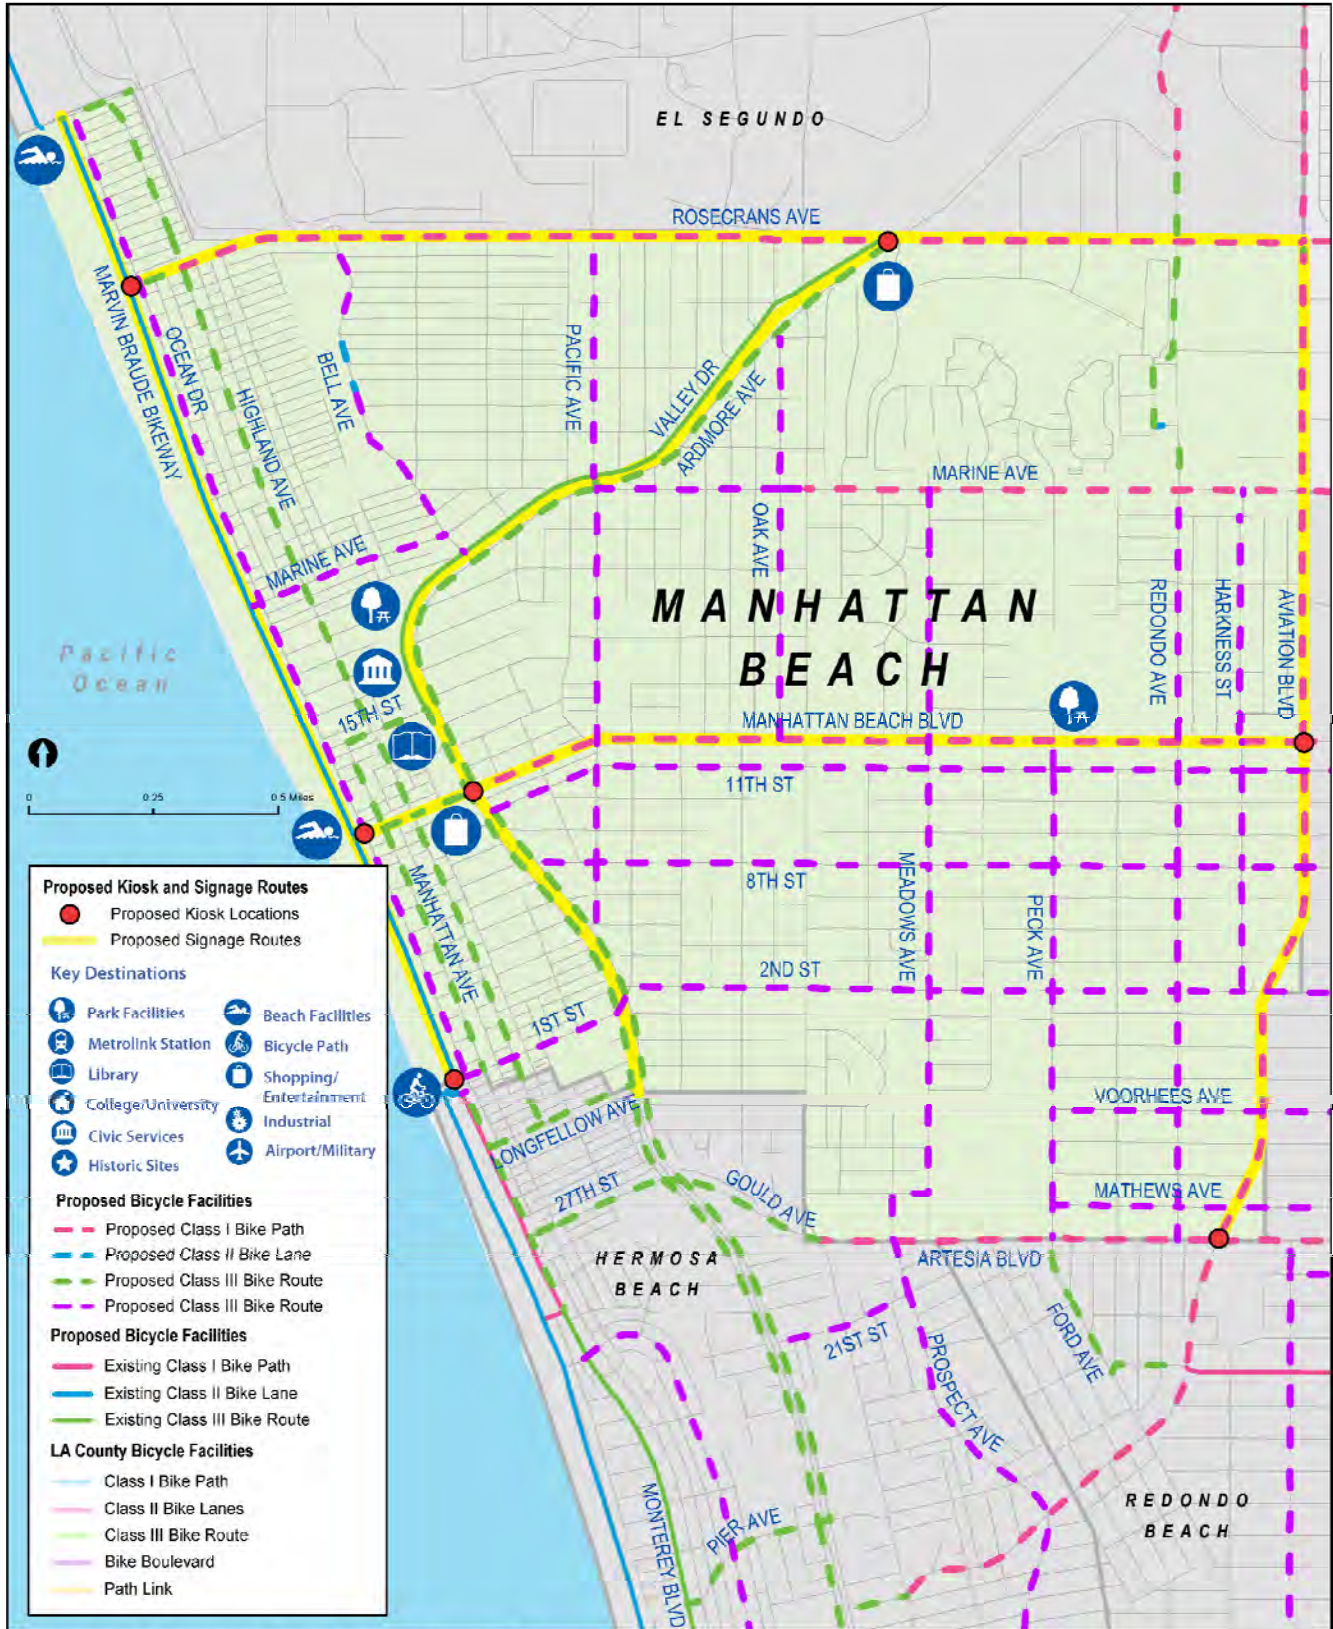 EL SEGUNDO
ROSECRANS AVE
MARVIN BRAUDE BIKEWAY
OCEAN DR
HIGHLAND AVE
BELL AVE
PACIFIC AVE
VALLEY DR
ARDMORE AVE
MARINE AVE
OAK AVE
MARINE AVE
MANHATTAN
BEACH
REDONDO AVE
HARKNESS ST
AVIATION BLVD
Pacific
Ocean
15TH ST
MANHATTAN BEACH BLVD
11TH ST
0 0.25 0.5 Miles
MANHATTAN AVE
8TH ST
MEADOWS AVE
PECK AVE
2ND ST
1ST ST
VOORHEES AVE
LONGFELLOW AVE
27TH ST
GOULD AVE
MATHEWS AVE
ARTESIA BLVD
HERMOSA
BEACH
21ST ST
PROSPECT AVE
FORD AVE
MONTEREY BLVD
PIER AVE
REDONDO
BEACH
Proposed Kiosk and Signage Routes
Proposed Kiosk Locations
Proposed Signage Routes
Key Destinations
Park Facilities
Metrolink Station
Library
College/University
Civic Services
Historic Sites
Beach Facilities
Bicycle Path
Shopping/
Entertainment
Industrial
Airport/Military
Proposed Bicycle Facilities
Proposed Class I Bike Path
Proposed Class II Bike Lane
Proposed Class III Bike Route
Proposed Class III Bike Route
Proposed Bicycle Facilities
Existing Class I Bike Path
Existing Class II Bike Lane
Existing Class III Bike Route
LA County Bicycle Facilities
Class I Bike Path
Class II Bike Lanes
Class III Bike Route
Bike Boulevard
Path Link